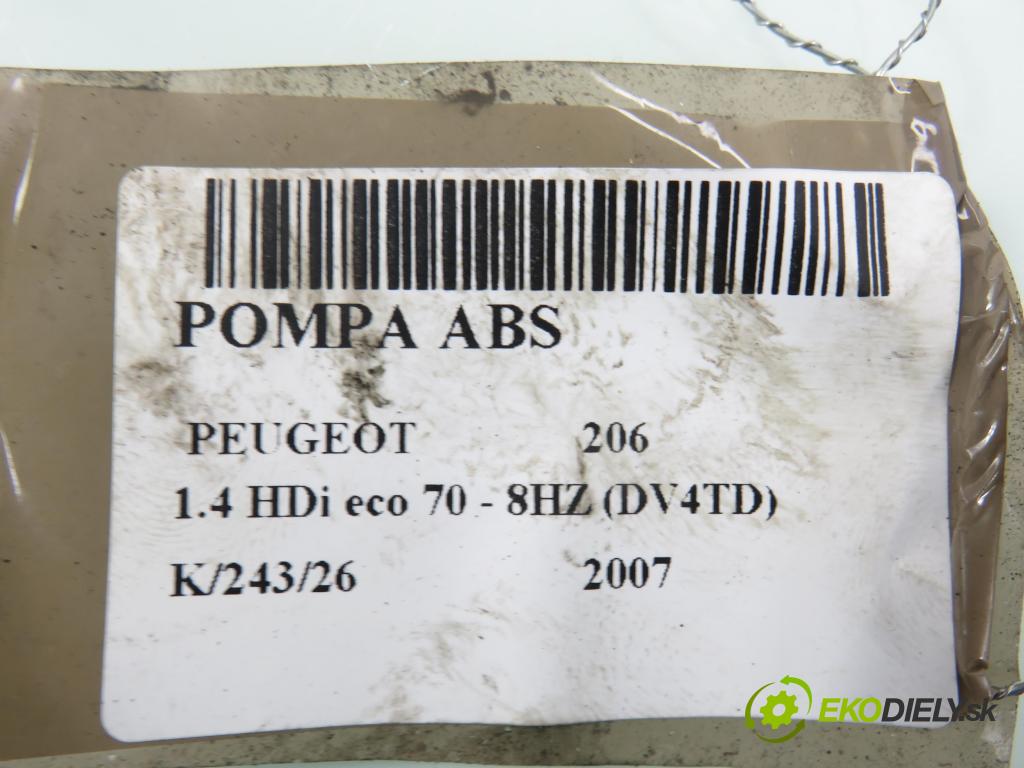 POMPA ABS
PEUGEOT 206
1.4 HDi eco 70 - 8HZ (DV4TD)
K/243/26 2007
EKODIELY.sk